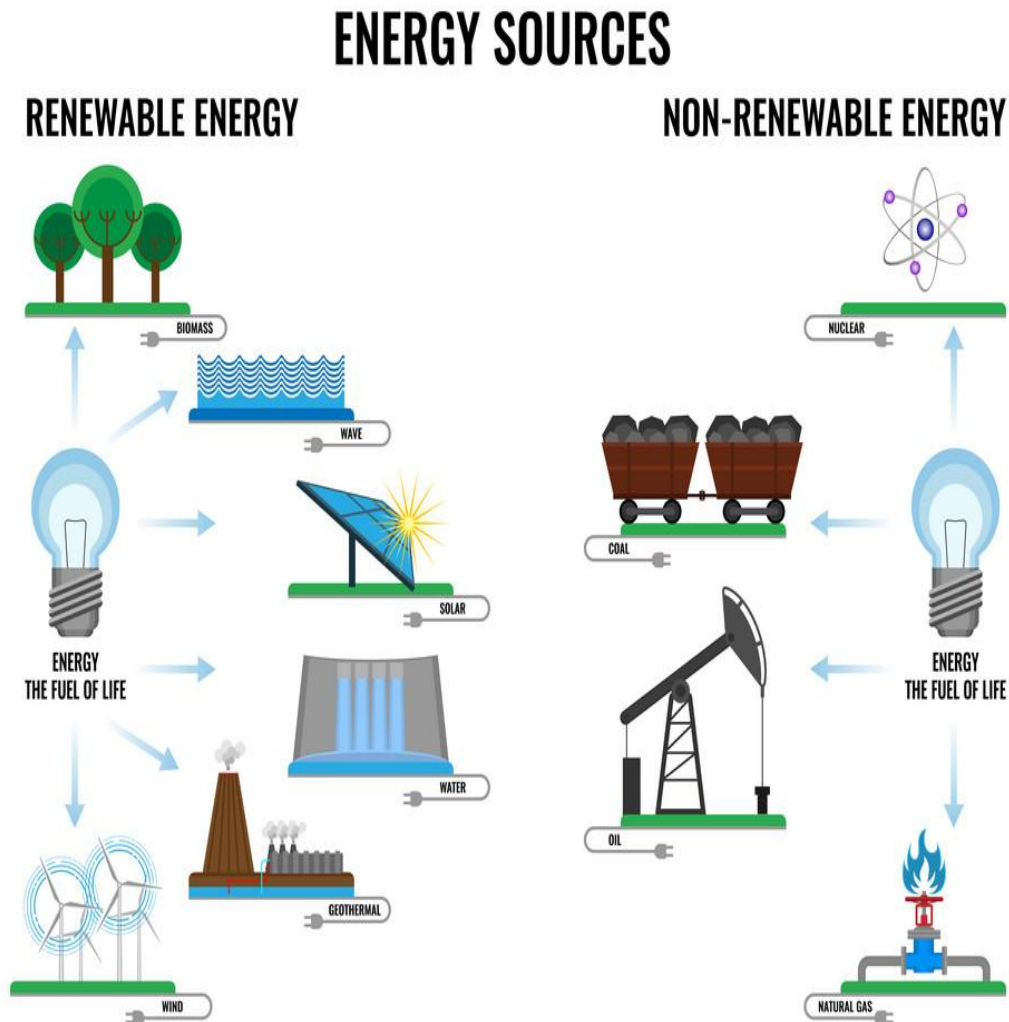 ENERGY SOURCES
RENEWABLE ENERGY
BIOMASS
WAVE
SOLAR
ENERGY
THE FUEL OF LIFE
WATER
GEOTHERMAL
WIND
NON-RENEWABLE ENERGY
NUCLEAR
COAL
ENERGY
THE FUEL OF LIFE
OIL
NATURAL GAS